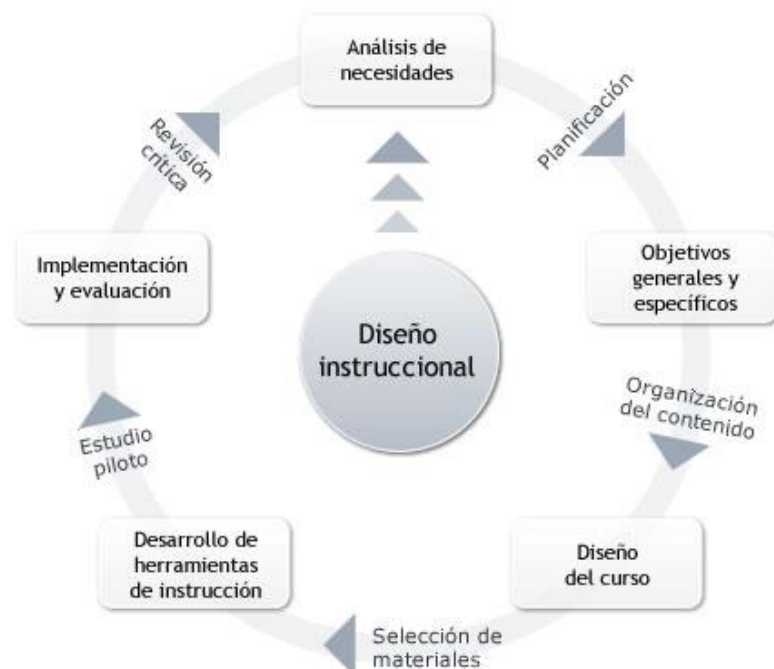 Análisis de
necesidades
Planificación
Objetivos
generales y
específicos
Organización
del contenido
Diseño
del curso
Selección de
materiales
Desarrollo de
herramientas
de instrucción
Estudio
piloto
Implementación
y evaluación
Revisión
crítica
Diseño
instruccional